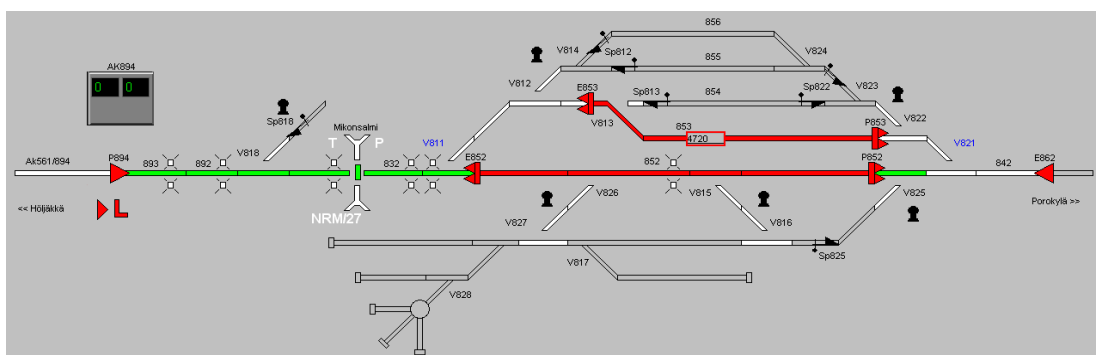 856
V814
Sp812
V824
AK894
0 0
855
V812
V823
E853
Sp813
Sp822
854
Sp818
Mikonsalmi
V813
853
V822
4720
P853
T P
V811
V821
Ak561/894
P894
893
892
V818
832
E852
852
P852
842
E862
<< Höljäkkä
L
NRM/27
V826
V815
V825
Porokylä >>
V827
V816
Sp825
V817
V828